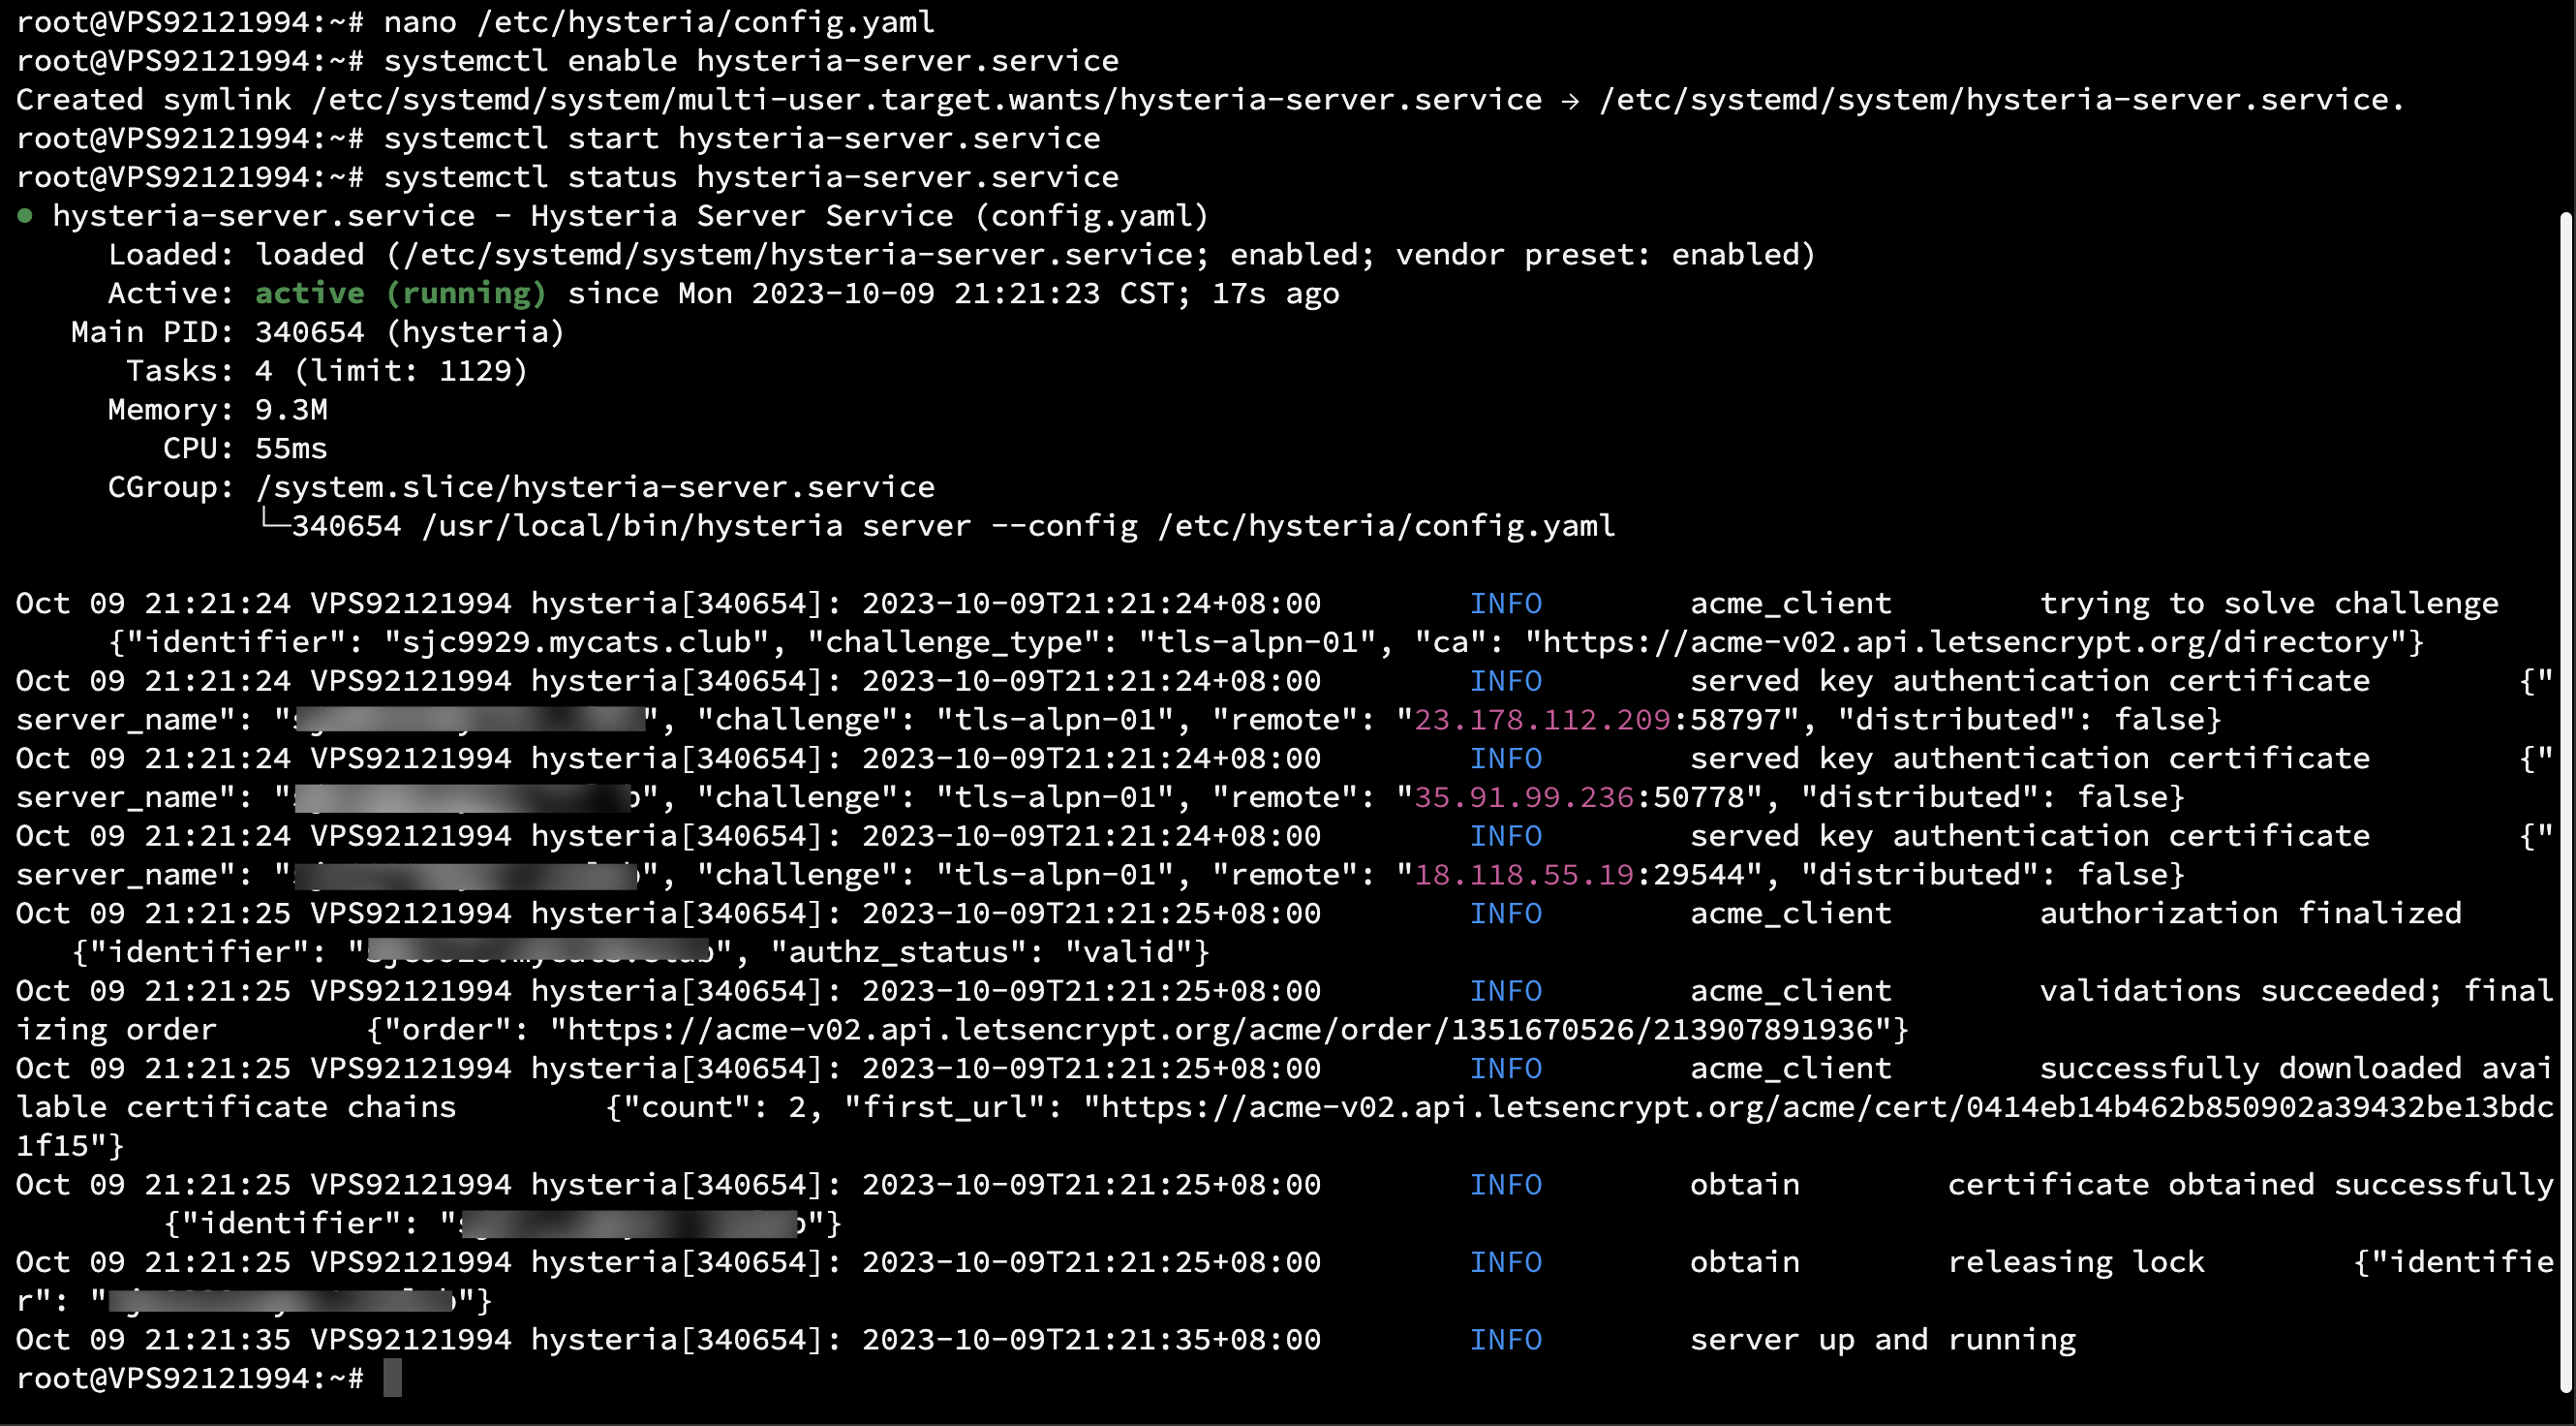 root@VPS92121994:~# nano /etc/hysteria/config.yaml
root@VPS92121994:~# systemctl enable hysteria-server.service
Created symlink /etc/systemd/system/multi-user.target.wants/hysteria-server.service → /etc/systemd/system/hysteria-server.service.
root@VPS92121994:~# systemctl start hysteria-server.service
root@VPS92121994:~# systemctl status hysteria-server.service
● hysteria-server.service - Hysteria Server Service (config.yaml)
Loaded: loaded (/etc/systemd/system/hysteria-server.service; enabled; vendor preset: enabled)
Active: active (running) since Mon 2023-10-09 21:21:23 CST; 17s ago
Main PID: 340654 (hysteria)
Tasks: 4 (limit: 1129)
Memory: 9.3M
CPU: 55ms
CGroup: /system.slice/hysteria-server.service
└─340654 /usr/local/bin/hysteria server --config /etc/hysteria/config.yaml
Oct 09 21:21:24 VPS92121994 hysteria[340654]: 2023-10-09T21:21:24+08:00 INFO acme_client trying to solve challenge
{"identifier": "sjc9929.mycats.club", "challenge_type": "tls-alpn-01", "ca": "https://acme-v02.api.letsencrypt.org/directory"}
Oct 09 21:21:24 VPS92121994 hysteria[340654]: 2023-10-09T21:21:24+08:00 INFO served key authentication certificate {"
server_name": "", "challenge": "tls-alpn-01", "remote": "23.178.112.209:58797", "distributed": false}
Oct 09 21:21:24 VPS92121994 hysteria[340654]: 2023-10-09T21:21:24+08:00 INFO served key authentication certificate {"
server_name": "", "challenge": "tls-alpn-01", "remote": "35.91.99.236:50778", "distributed": false}
Oct 09 21:21:24 VPS92121994 hysteria[340654]: 2023-10-09T21:21:24+08:00 INFO served key authentication certificate {"
server_name": "", "challenge": "tls-alpn-01", "remote": "18.118.55.19:29544", "distributed": false}
Oct 09 21:21:25 VPS92121994 hysteria[340654]: 2023-10-09T21:21:25+08:00 INFO acme_client authorization finalized
{"identifier": "", "authz_status": "valid"}
Oct 09 21:21:25 VPS92121994 hysteria[340654]: 2023-10-09T21:21:25+08:00 INFO acme_client validations succeeded; final
izing order {"order": "https://acme-v02.api.letsencrypt.org/acme/order/1351670526/213907891936"}
Oct 09 21:21:25 VPS92121994 hysteria[340654]: 2023-10-09T21:21:25+08:00 INFO acme_client successfully downloaded avai
lable certificate chains {"count": 2, "first_url": "https://acme-v02.api.letsencrypt.org/acme/cert/0414eb14b462b850902a39432be13bdc
1f15"}
Oct 09 21:21:25 VPS92121994 hysteria[340654]: 2023-10-09T21:21:25+08:00 INFO obtain certificate obtained successfully
{"identifier": ""}
Oct 09 21:21:25 VPS92121994 hysteria[340654]: 2023-10-09T21:21:25+08:00 INFO obtain releasing lock {"identifie
r": ""}
Oct 09 21:21:35 VPS92121994 hysteria[340654]: 2023-10-09T21:21:35+08:00 INFO server up and running
root@VPS92121994:~#